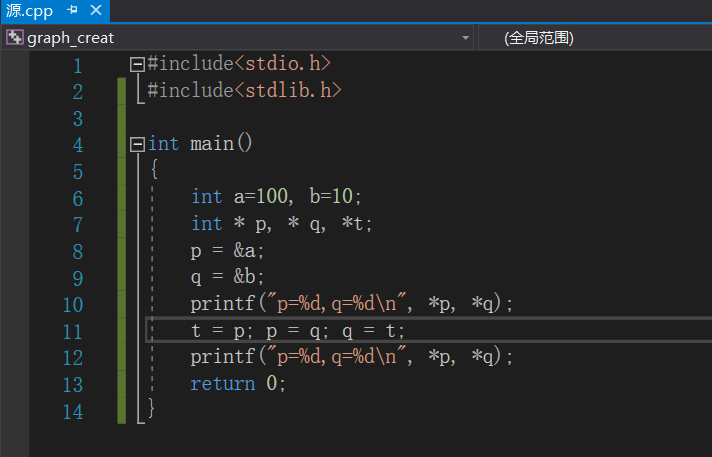 源.cpp
graph_creat (全局范围)
1 #include<stdio.h>
2 #include<stdlib.h>
3
4 int main()
5 {
6 int a=100, b=10;
7 int * p, * q, *t;
8 p = &a;
9 q = &b;
10 printf("p=%d,q=%d\n", *p, *q);
11 t = p; p = q; q = t;
12 printf("p=%d,q=%d\n", *p, *q);
13 return 0;
14 }